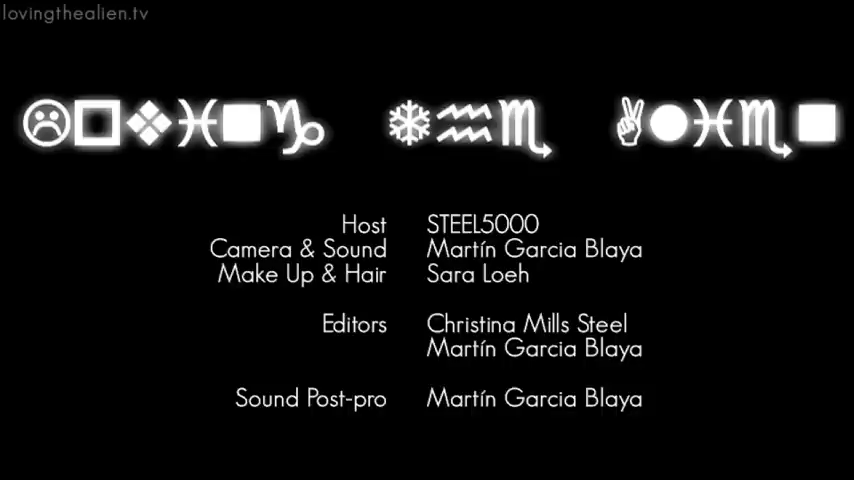 lovingthealien.tv
☹□❖♓■♑ ❄♒♏ ✌●♓♏■
Host STEEL5000
Camera & Sound Martín Garcia Blaya
Make Up & Hair Sara Loeh
Editors Christina Mills Steel
Martín Garcia Blaya
Sound Post-pro Martín Garcia Blaya